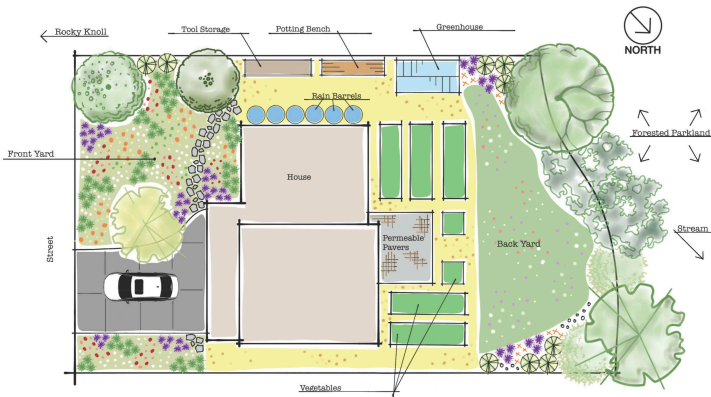 Rocky Knoll
Tool Storage
Potting Bench
Greenhouse
NORTH
Rain Barrels
Forested Parkland
Front Yard
House
Street
Permeable
Pavers
Back Yard
Stream
Vegetables